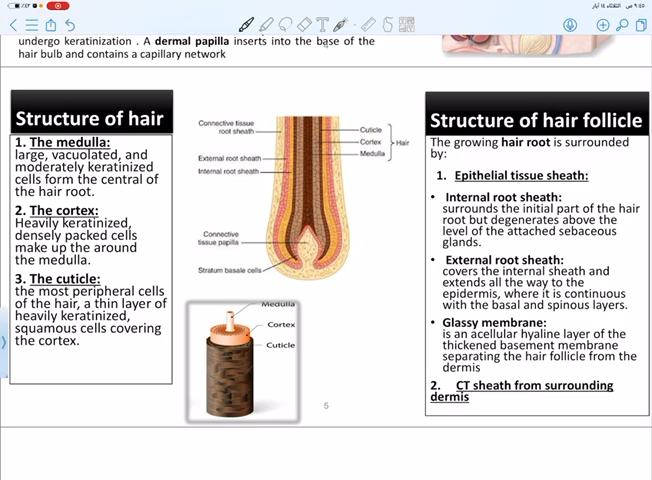 ٩:٤٥ ص الثلاثاء ١٤ أيار
undergo keratinization . A dermal papilla inserts into the base of the
hair bulb and contains a capillary network
Structure of hair
1. The medulla:
large, vacuolated, and
moderately keratinized
cells form the central of
the hair root.
2. The cortex:
Heavily keratinized,
densely packed cells
make up the around
the medulla.
3. The cuticle:
the most peripheral cells
of the hair, a thin layer of
heavily keratinized,
squamous cells covering
the cortex.
Connective tissue
root sheath
External root sheath
Internal root sheath
Connective
tissue papilla
Stratum basale cells
Cuticle
Cortex
Medulla
Hair
Medulla
Cortex
Cuticle
5
Structure of hair follicle
The growing hair root is surrounded
by:
1. Epithelial tissue sheath:
• Internal root sheath:
surrounds the initial part of the hair
root but degenerates above the
level of the attached sebaceous
glands.
• External root sheath:
covers the internal sheath and
extends all the way to the
epidermis, where it is continuous
with the basal and spinous layers.
• Glassy membrane:
is an acellular hyaline layer of the
thickened basement membrane
separating the hair follicle from the
dermis
2. CT sheath from surrounding
dermis